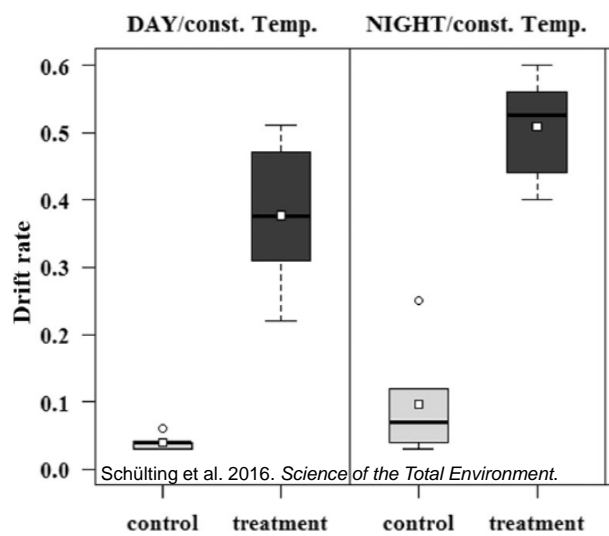 DAY/const. Temp. NIGHT/const. Temp.
Drift rate
0.6
0.5
0.4
0.3
0.2
0.1
0.0
Schülting et al. 2016. Science of the Total Environment.
control treatment control treatment